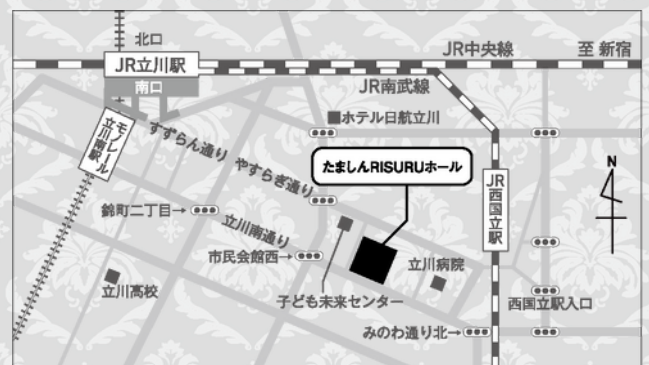 北口
JR中央線
至 新宿
JR立川駅
南口
JR南武線
ホテル日航立川
モノレール
立川南駅
すずらん通り
やすらぎ通り
たましんRISURUホール
N
JR西国立駅
錦町二丁目→
立川南通り
市民会館西→
立川病院
立川高校
子ども未来センター
西国立駅入口
みのわ通り北→